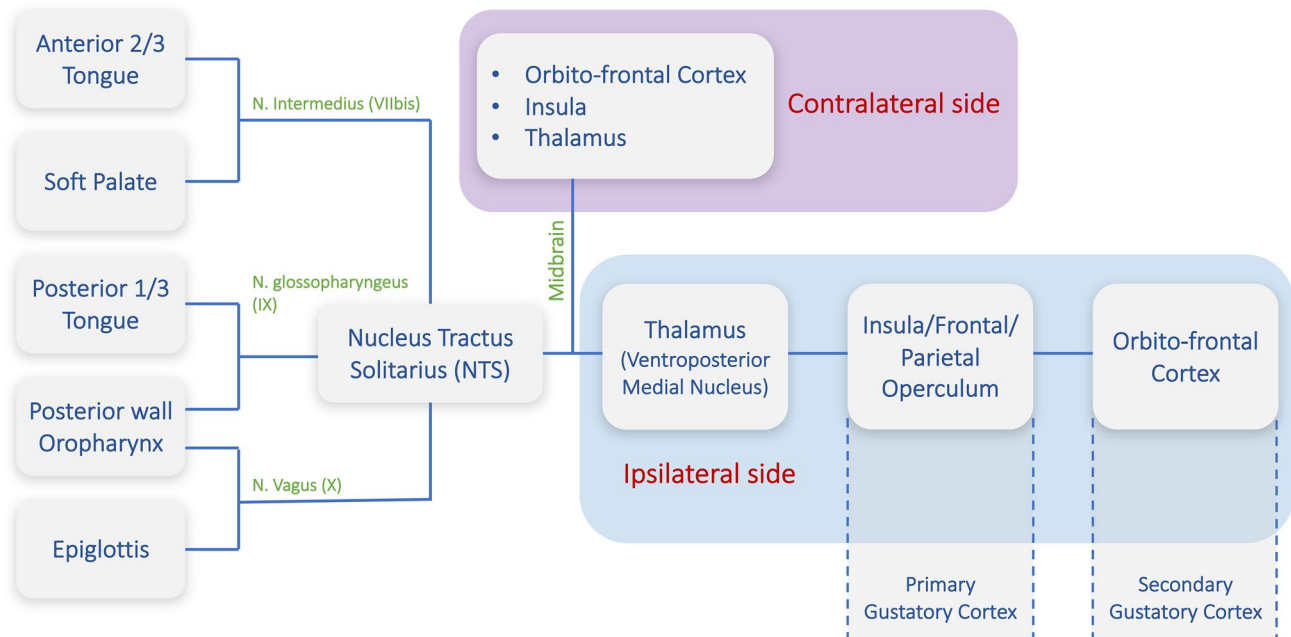 Anterior 2/3
Tongue
Soft Palate
Posterior 1/3
Tongue
Posterior wall
Oropharynx
Epiglottis
N. Intermedius (VIIbis)
N. glossopharyngeus
(IX)
N. Vagus (X)
Nucleus Tractus
Solitarius (NTS)
Midbrain
• Orbito-frontal Cortex
• Insula
• Thalamus
Contralateral side
Thalamus
(Ventroposterior
Medial Nucleus)
Insula/Frontal/
Parietal
Operculum
Orbito-frontal
Cortex
Ipsilateral side
Primary
Gustatory Cortex
Secondary
Gustatory Cortex